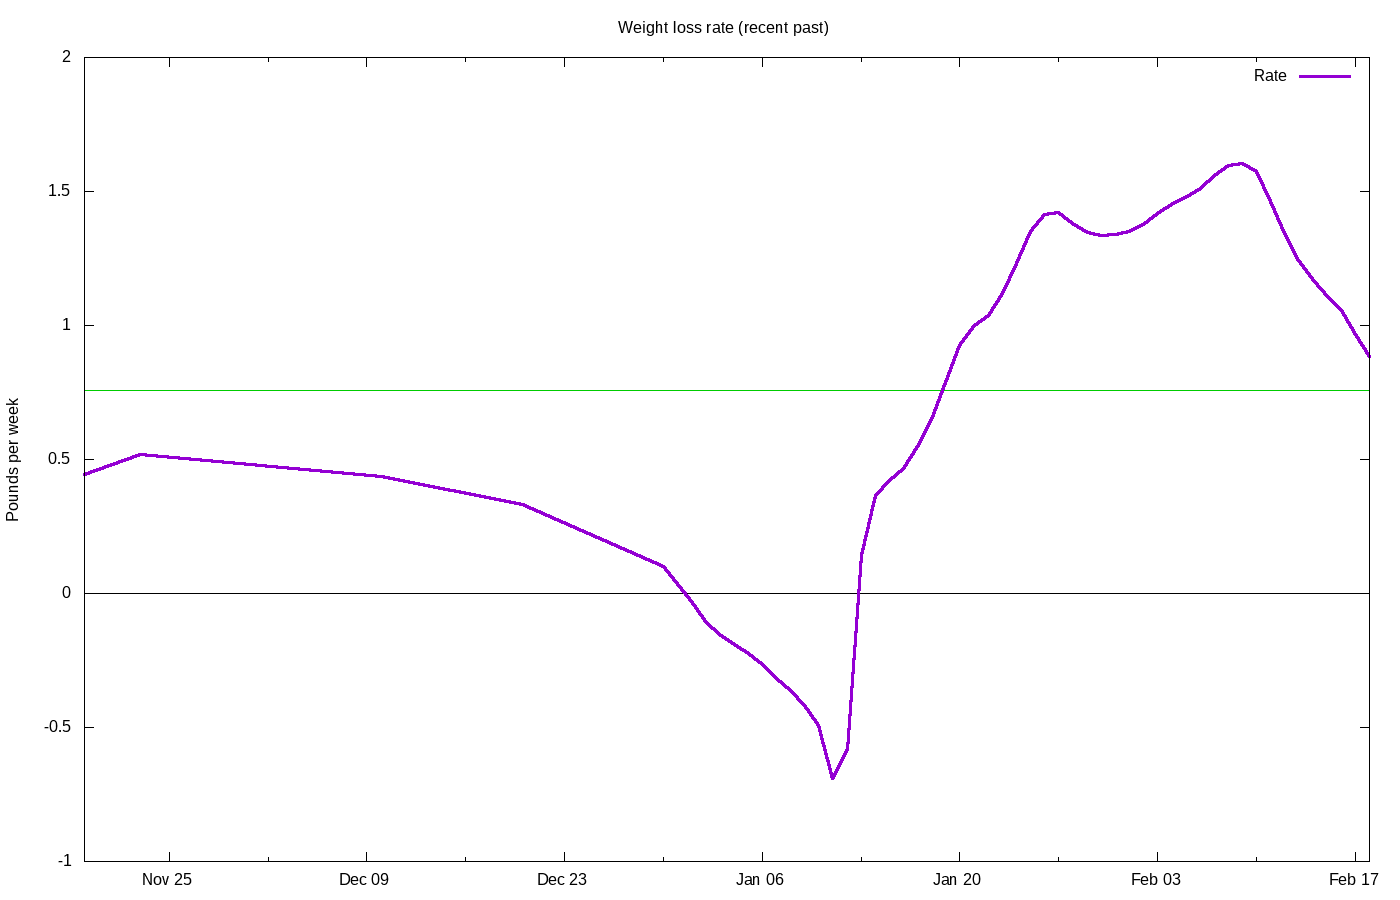 Weight loss rate (recent past)
Rate
2
1.5
1
0.5
0
-0.5
-1
Pounds per week
Nov 25
Dec 09
Dec 23
Jan 06
Jan 20
Feb 03
Feb 17